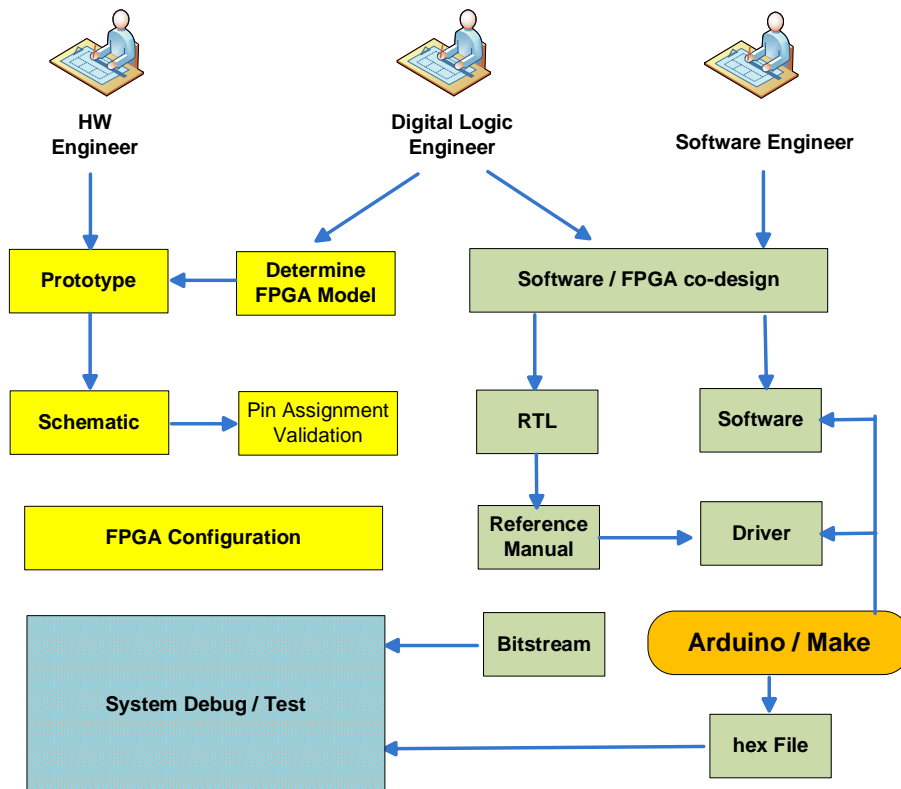 HW
Engineer
Digital Logic
Engineer
Software Engineer
Prototype
Determine
FPGA Model
Software / FPGA co-design
Schematic
Pin Assignment
Validation
RTL
Software
FPGA Configuration
Reference
Manual
Driver
System Debug / Test
Bitstream
Arduino / Make
hex File